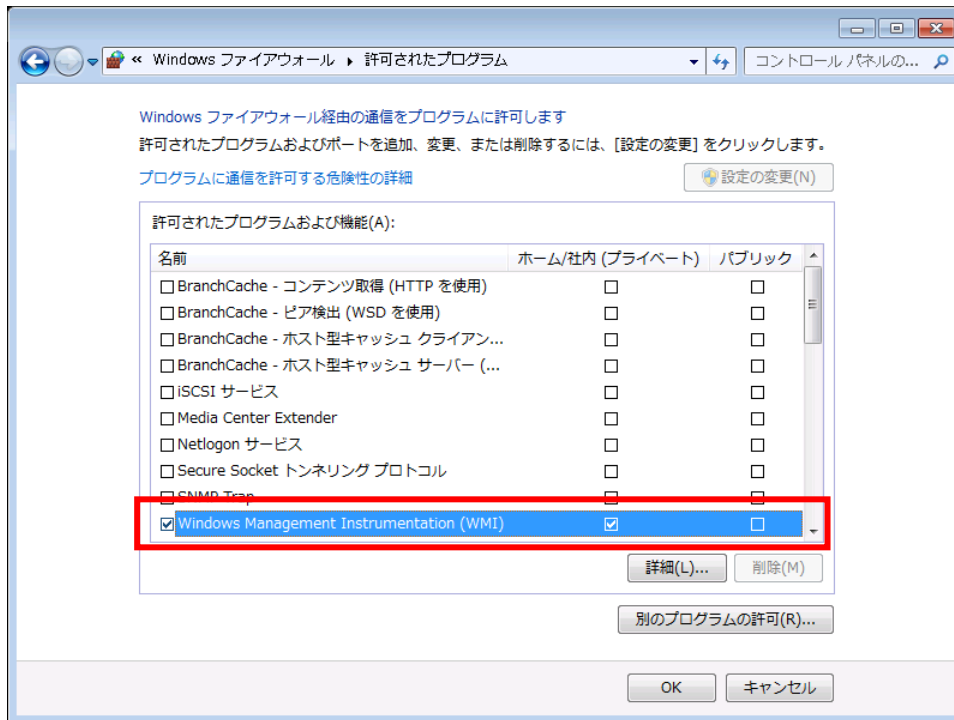 « Windows ファイアウォール ▸ 許可されたプログラム
コントロール パネルの...
Windows ファイアウォール経由の通信をプログラムに許可します
許可されたプログラムおよびポートを追加、変更、または削除するには、[設定の変更] をクリックします。
プログラムに通信を許可する危険性の詳細
設定の変更(N)
許可されたプログラムおよび機能(A):
名前 ホーム/社内 (プライベート) パブリック
BranchCache - コンテンツ取得 (HTTP を使用)
BranchCache - ピア検出 (WSD を使用)
BranchCache - ホスト型キャッシュ クライアン...
BranchCache - ホスト型キャッシュ サーバー (...
iSCSI サービス
Media Center Extender
Netlogon サービス
Secure Socket トンネリング プロトコル
SNMP Trap
Windows Management Instrumentation (WMI)
詳細(L)... 削除(M)
別のプログラムの許可(R)...
OK キャンセル